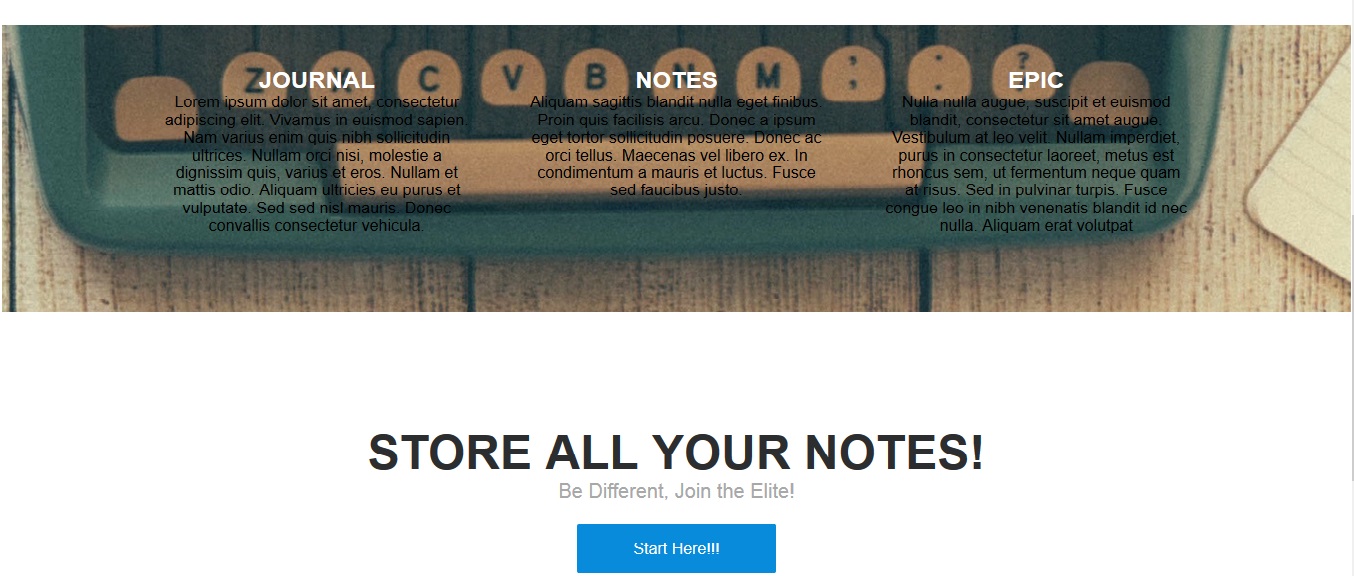 Z X C V B N M ; : ?
JOURNAL
Lorem ipsum dolor sit amet, consectetur
adipiscing elit. Vivamus in euismod sapien.
Nam varius enim quis nibh sollicitudin
ultrices. Nullam orci nisi, molestie a
dignissim quis, varius et eros. Nullam et
mattis odio. Aliquam ultricies eu purus et
vulputate. Sed sed nisl mauris. Donec
convallis consectetur vehicula.
NOTES
Aliquam sagittis blandit nulla eget finibus.
Proin quis facilisis arcu. Donec a ipsum
eget tortor sollicitudin posuere. Donec ac
orci tellus. Maecenas vel libero ex. In
condimentum a mauris et luctus. Fusce
sed faucibus justo.
EPIC
Nulla nulla augue, suscipit et euismod
blandit, consectetur sit amet augue.
Vestibulum at leo velit. Nullam imperdiet,
purus in consectetur laoreet, metus est
rhoncus sem, ut fermentum neque quam
at risus. Sed in pulvinar turpis. Fusce
congue leo in nibh venenatis blandit id nec
nulla. Aliquam erat volutpat
STORE ALL YOUR NOTES!
Be Different, Join the Elite!
Start Here!!!